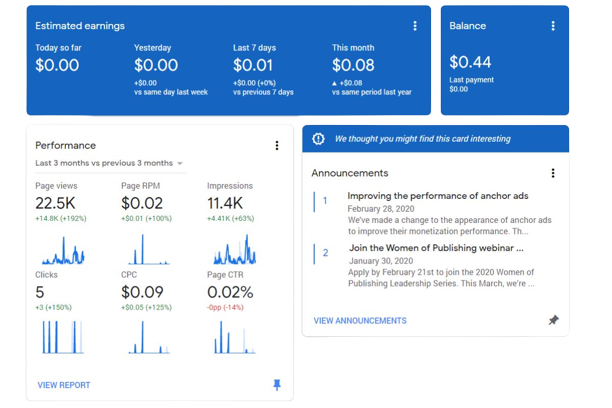 Estimated earnings
Today so far
$0.00
Yesterday
$0.00
+$0.00
vs same day last week
Last 7 days
$0.01
+$0.00 (+0%)
vs previous 7 days
This month
$0.08
▲ +$0.08
vs same period last year
Balance
$0.44
Last payment
$0.00
Performance
Last 3 months vs previous 3 months
Page views
22.5K
+14.8K (+192%)
Page RPM
$0.02
+$0.01 (+100%)
Impressions
11.4K
+4.41K (+63%)
Clicks
5
+3 (+150%)
CPC
$0.09
+$0.05 (+125%)
Page CTR
0.02%
-0pp (-14%)
VIEW REPORT
We thought you might find this card interesting
Announcements
1
Improving the performance of anchor ads
February 28, 2020
We've made a change to the appearance of anchor ads
to improve their monetization performance. Th...
2
Join the Women of Publishing webinar ...
January 30, 2020
Apply by February 21st to join the 2020 Women of
Publishing Leadership Series. This March, we're ...
VIEW ANNOUNCEMENTS